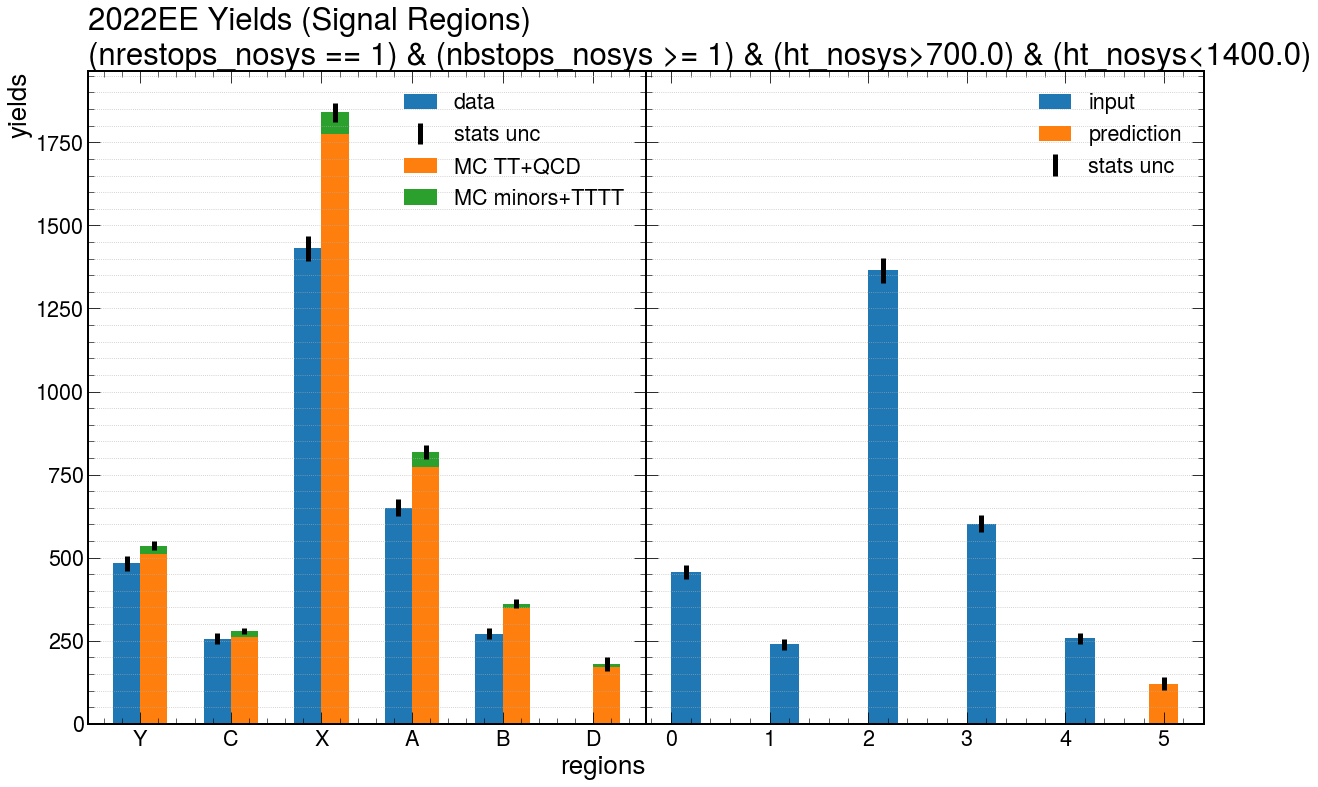 2022EE Yields (Signal Regions)
(nrestops_nosys == 1) & (nbstops_nosys >= 1) & (ht_nosys>700.0) & (ht_nosys<1400.0)
yields
1750
1500
1250
1000
750
500
250
0
data
stats unc
MC TT+QCD
MC minors+TTTT
input
prediction
stats unc
Y C X A B D
0 1 2 3 4 5
regions